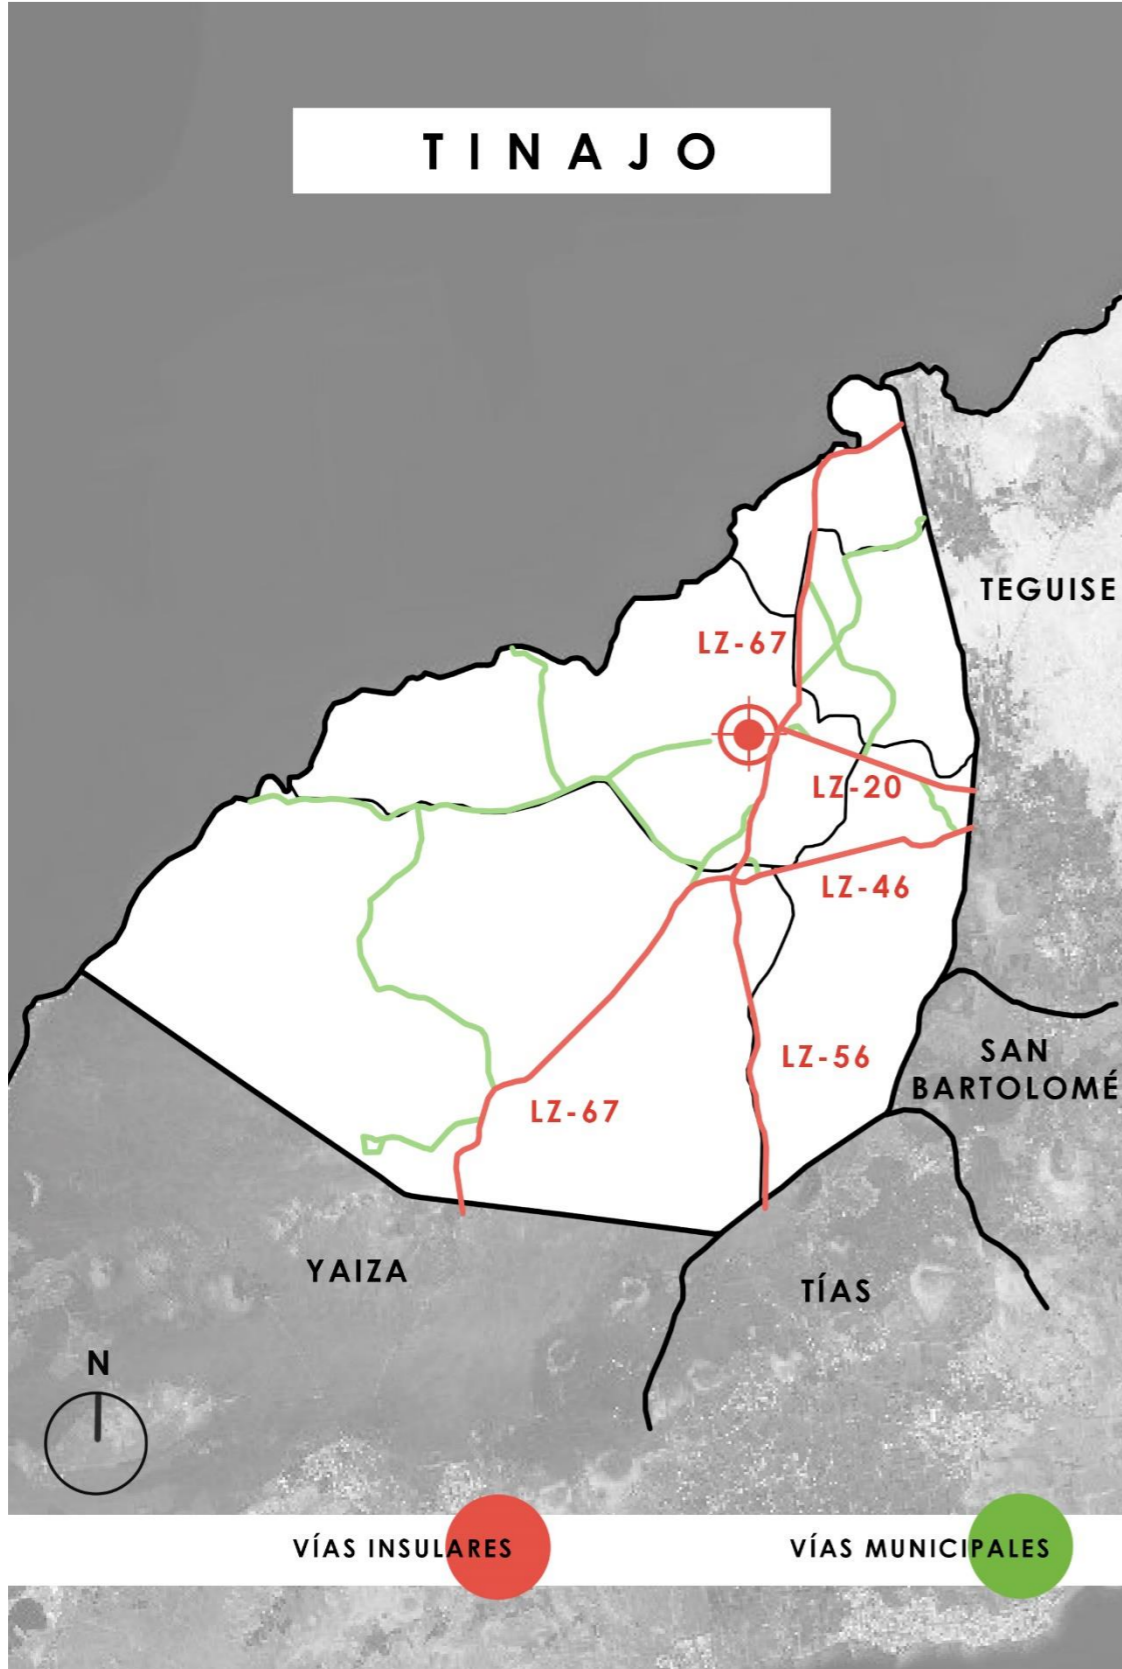 TINAJO
TEGUISE
LZ-67
LZ-20
LZ-46
SAN
BARTOLOMÉ
LZ-56
LZ-67
YAIZA
TÍAS
N
VÍAS INSULARES
VÍAS MUNICIPALES